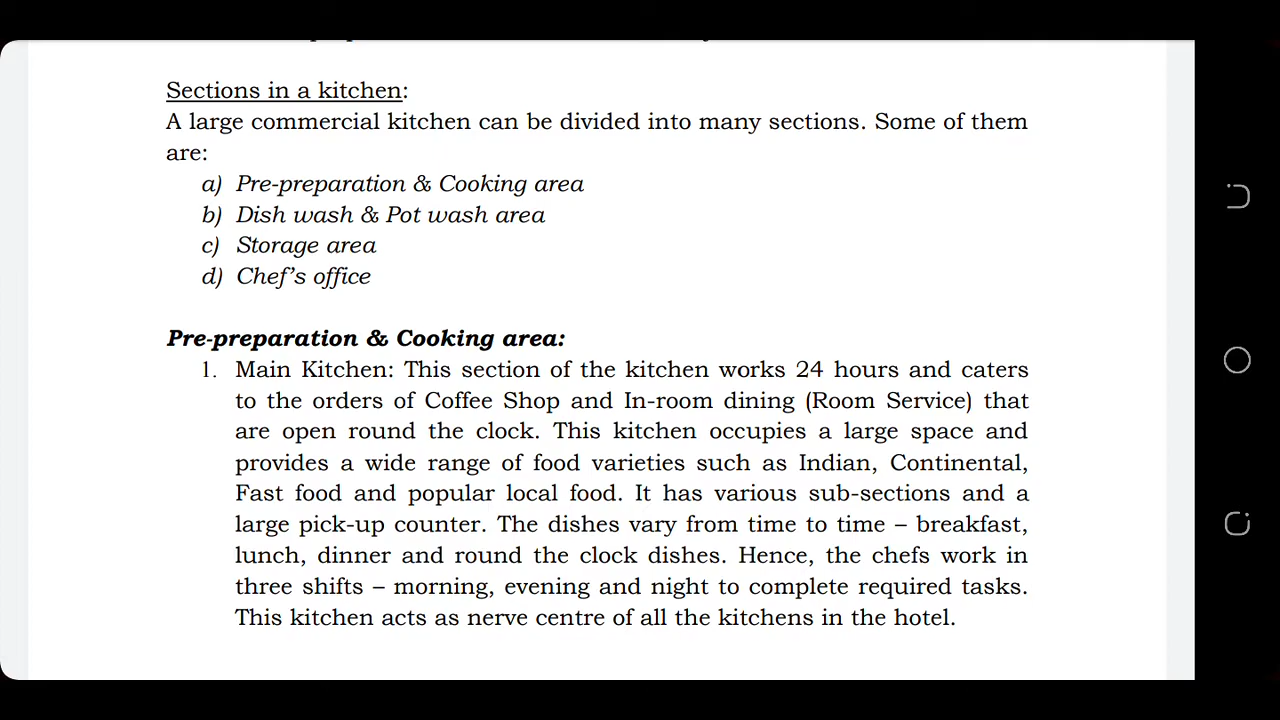 Sections in a kitchen:
A large commercial kitchen can be divided into many sections. Some of them
are:
a) Pre-preparation & Cooking area
b) Dish wash & Pot wash area
c) Storage area
d) Chef’s office
Pre-preparation & Cooking area:
1. Main Kitchen: This section of the kitchen works 24 hours and caters
to the orders of Coffee Shop and In-room dining (Room Service) that
are open round the clock. This kitchen occupies a large space and
provides a wide range of food varieties such as Indian, Continental,
Fast food and popular local food. It has various sub-sections and a
large pick-up counter. The dishes vary from time to time – breakfast,
lunch, dinner and round the clock dishes. Hence, the chefs work in
three shifts – morning, evening and night to complete required tasks.
This kitchen acts as nerve centre of all the kitchens in the hotel.